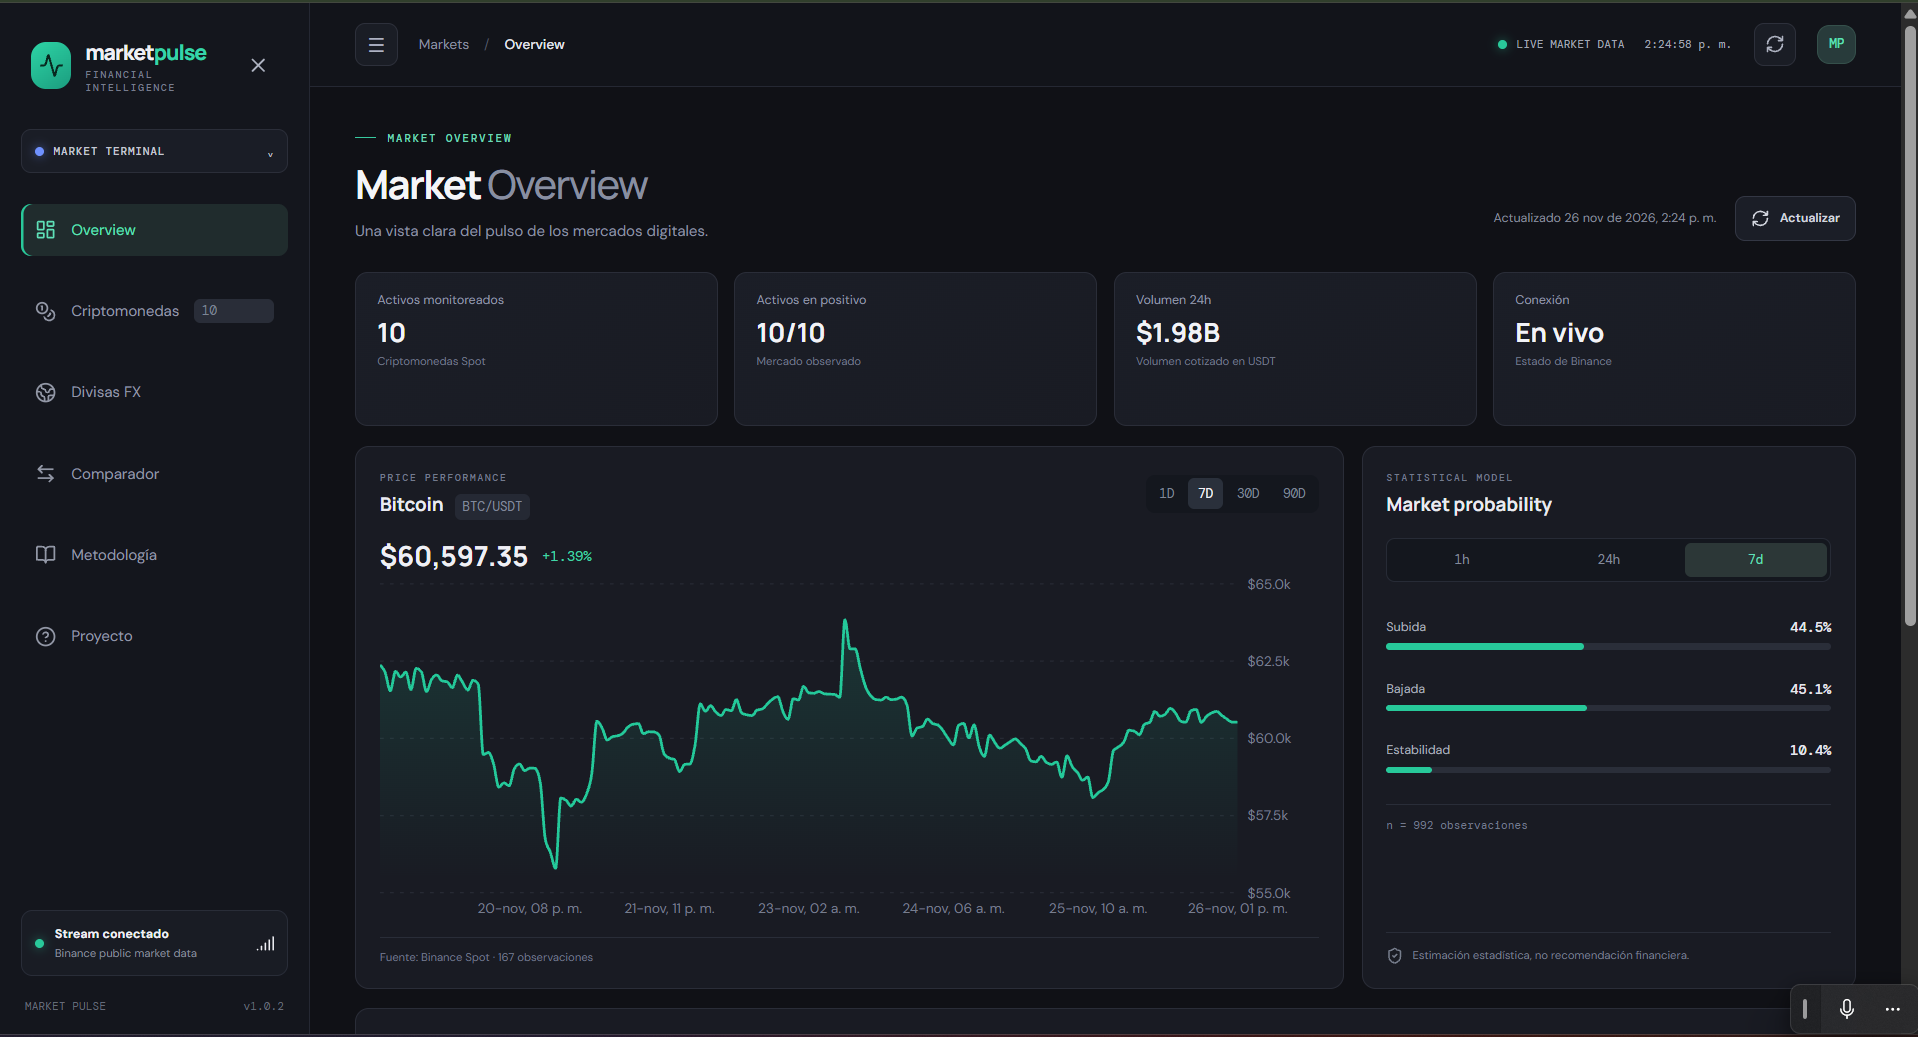 marketpulse
FINANCIAL
INTELLIGENCE
MARKET TERMINAL
Overview
Criptomonedas 10
Divisas FX
Comparador
Metodología
Proyecto
Stream conectado
Binance public market data
MARKET PULSE v1.0.2
Markets / Overview
LIVE MARKET DATA 2:24:58 p. m.
MP
MARKET OVERVIEW
Market Overview
Una vista clara del pulso de los mercados digitales.
Actualizado 26 nov de 2026, 2:24 p. m.
Actualizar
Activos monitoreados
10
Criptomonedas Spot
Activos en positivo
10/10
Mercado observado
Volumen 24h
$1.98B
Volumen cotizado en USDT
Conexión
En vivo
Estado de Binance
PRICE PERFORMANCE
Bitcoin BTC/USDT
1D 7D 30D 90D
$60,597.35 +1.39%
$65.0k
$62.5k
$60.0k
$57.5k
$55.0k
20-nov, 08 p. m. 21-nov, 11 p. m. 23-nov, 02 a. m. 24-nov, 06 a. m. 25-nov, 10 a. m. 26-nov, 01 p. m.
Fuente: Binance Spot · 167 observaciones
STATISTICAL MODEL
Market probability
1h 24h 7d
Subida 44.5%
Bajada 45.1%
Estabilidad 10.4%
n = 992 observaciones
Estimación estadística, no recomendación financiera.